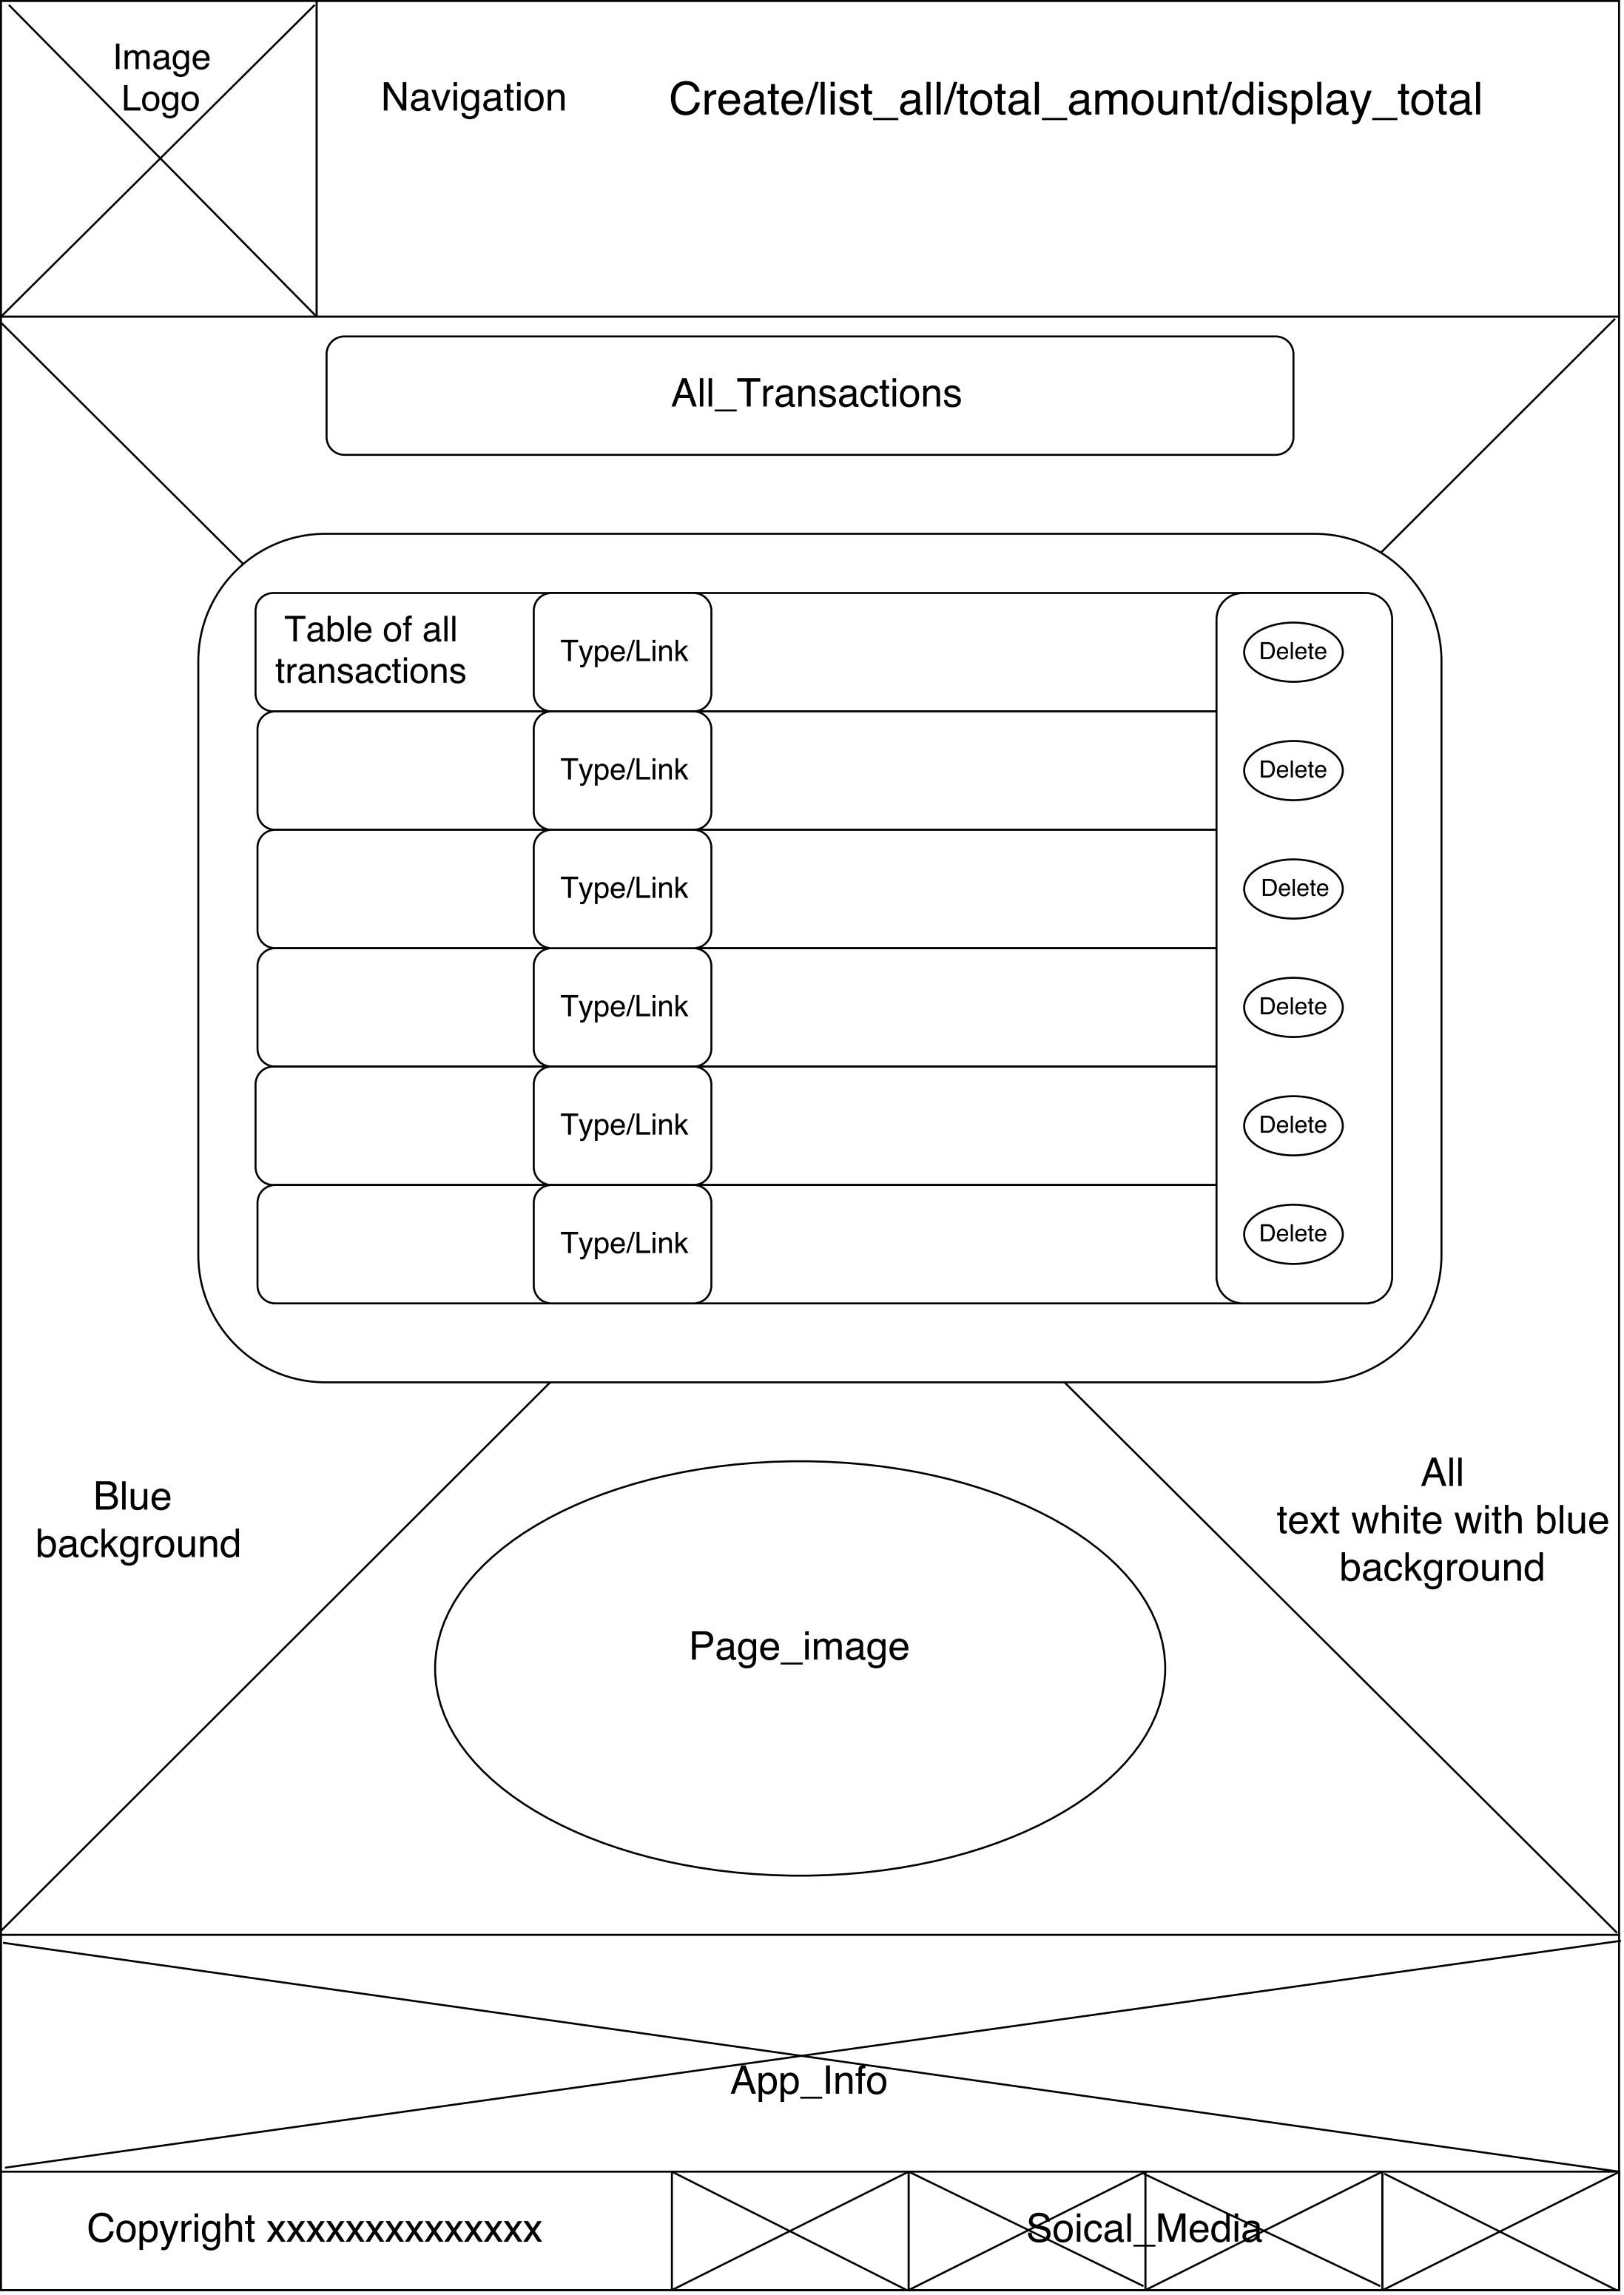 Image
Logo
Navigation
Create/list_all/total_amount/display_total
All_Transactions
Table of all
transactions
Type/Link
Delete
Type/Link
Delete
Type/Link
Delete
Type/Link
Delete
Type/Link
Delete
Type/Link
Delete
Blue
background
All
text white with blue
background
Page_image
App_Info
Copyright xxxxxxxxxxxxxx
Soical_Media